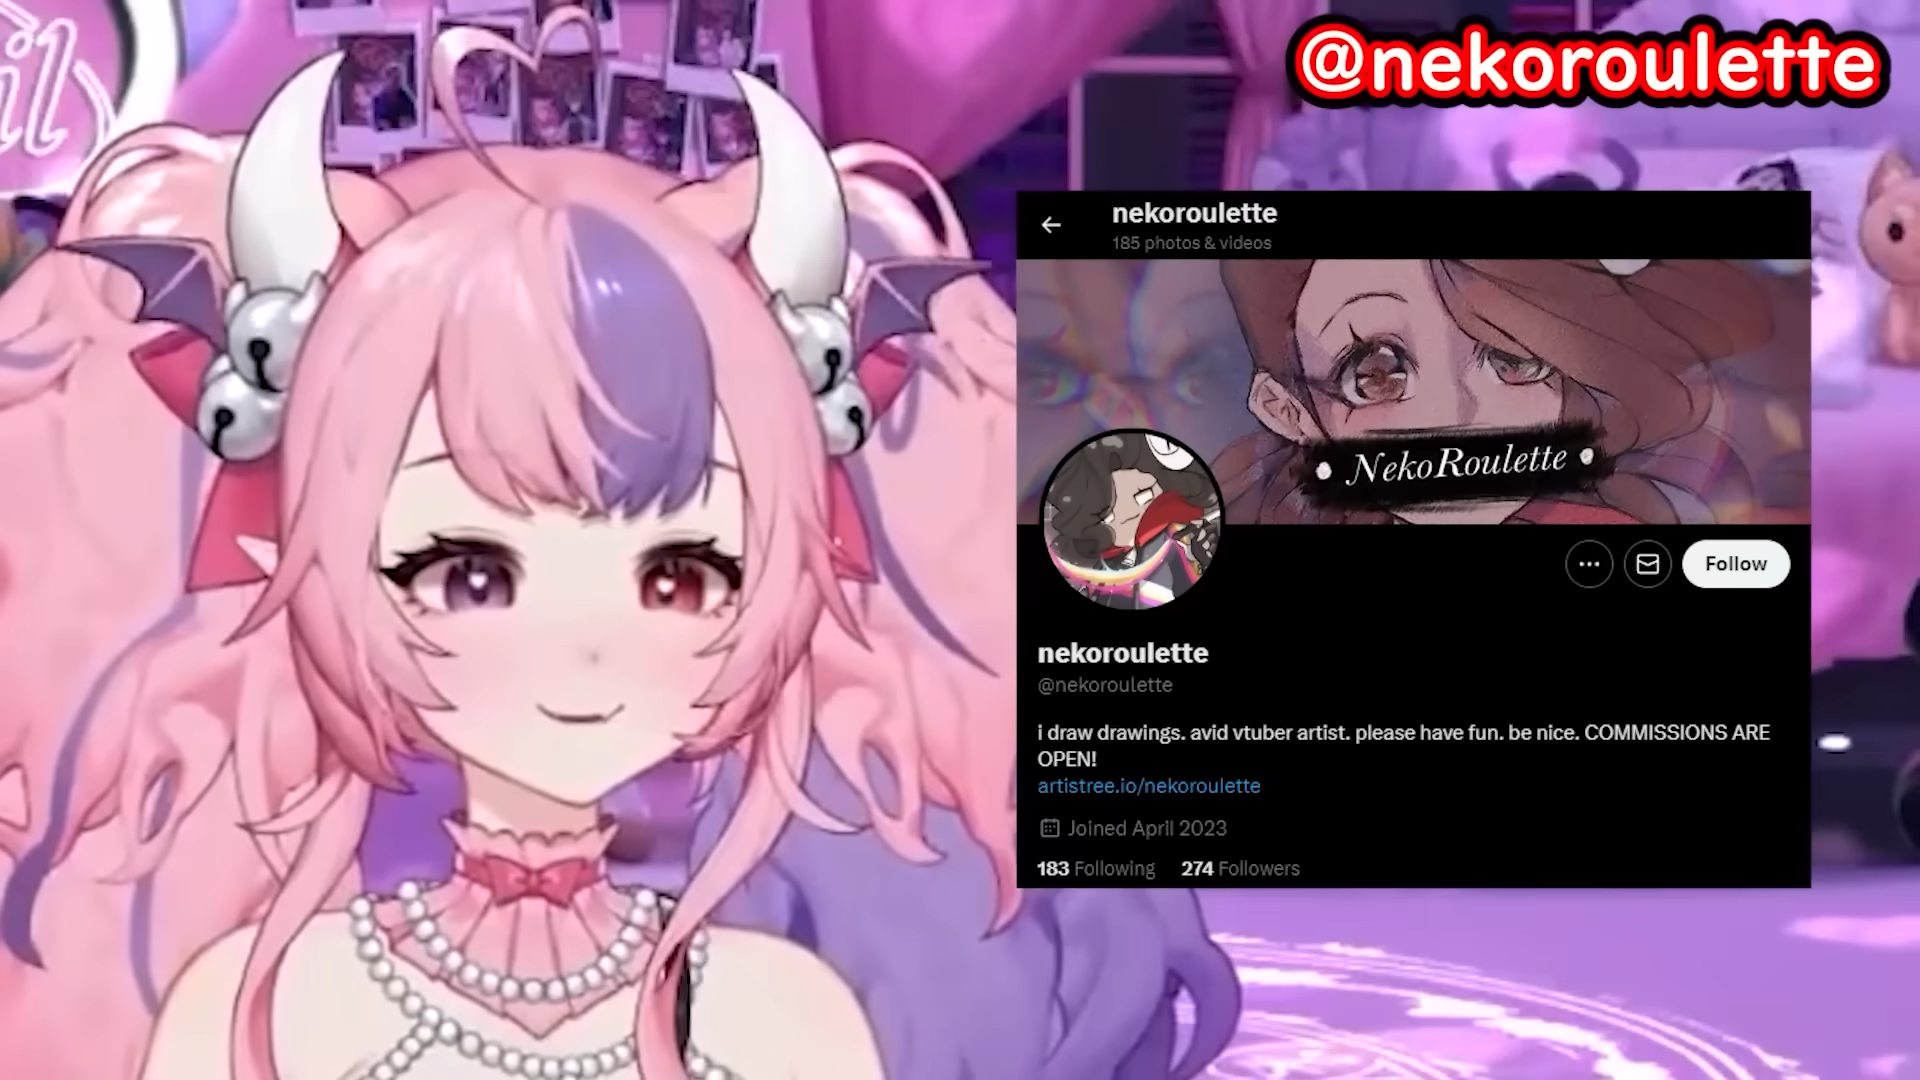 @nekoroulette
nekoroulette
185 photos & videos
• NekoRoulette •
Follow
nekoroulette
@nekoroulette
i draw drawings. avid vtuber artist. please have fun. be nice. COMMISSIONS ARE
OPEN!
artistree.io/nekoroulette
Joined April 2023
183 Following 274 Followers